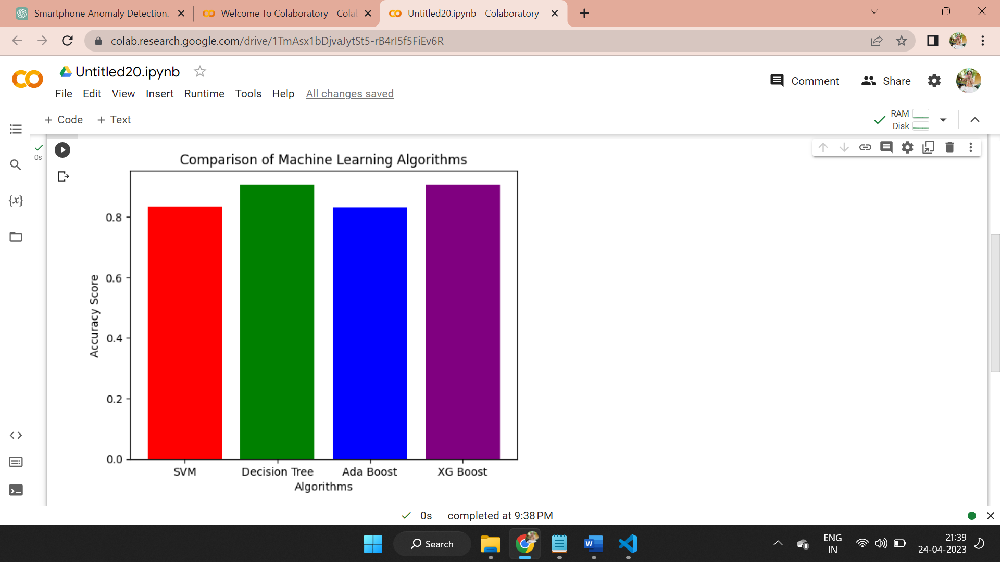 Smartphone Anomaly Detection.
Welcome To Colaboratory - Cola
Untitled20.ipynb - Colaboratory
colab.research.google.com/drive/1TmAsx1bDjvaJytSt5-rB4rI5f5FiEv6R
Untitled20.ipynb
Comment
Share
File Edit View Insert Runtime Tools Help All changes saved
+ Code + Text
RAM
Disk
0s
{x}
Comparison of Machine Learning Algorithms
Accuracy Score
0.8
0.6
0.4
0.2
0.0
SVM Decision Tree Ada Boost XG Boost
Algorithms
0s completed at 9:38 PM
Search
W
ENG
IN
21:39
24-04-2023